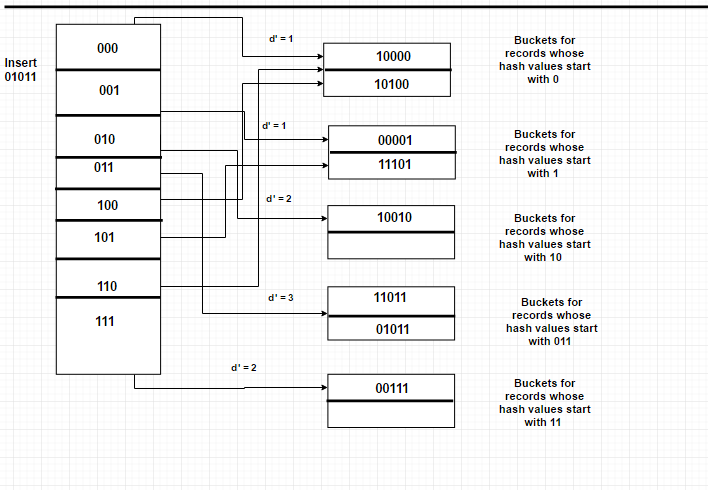 Insert
01011
000
001
010
011
100
101
110
111
d' = 1
10000
10100
Buckets for
records whose
hash values start
with 0
d' = 1
00001
11101
Buckets for
records whose
hash values start
with 1
d' = 2
10010
Buckets for
records whose
hash values start
with 10
d' = 3
11011
01011
Buckets for
records whose
hash values start
with 011
d' = 2
00111
Buckets for
records whose
hash values start
with 11